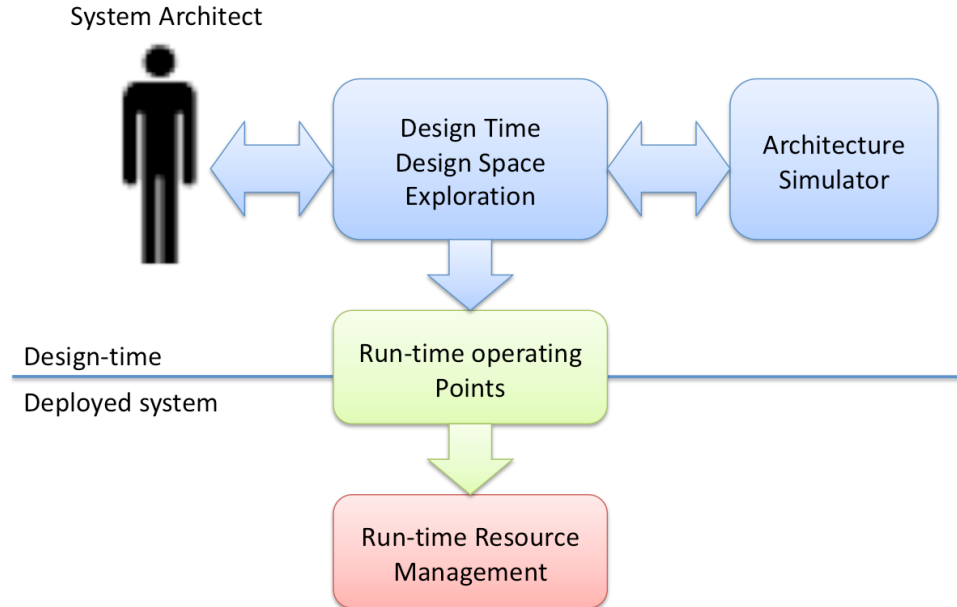 System Architect
Design Time
Design Space
Exploration
Architecture
Simulator
Run-time operating
Points
Design-time
Deployed system
Run-time Resource
Management